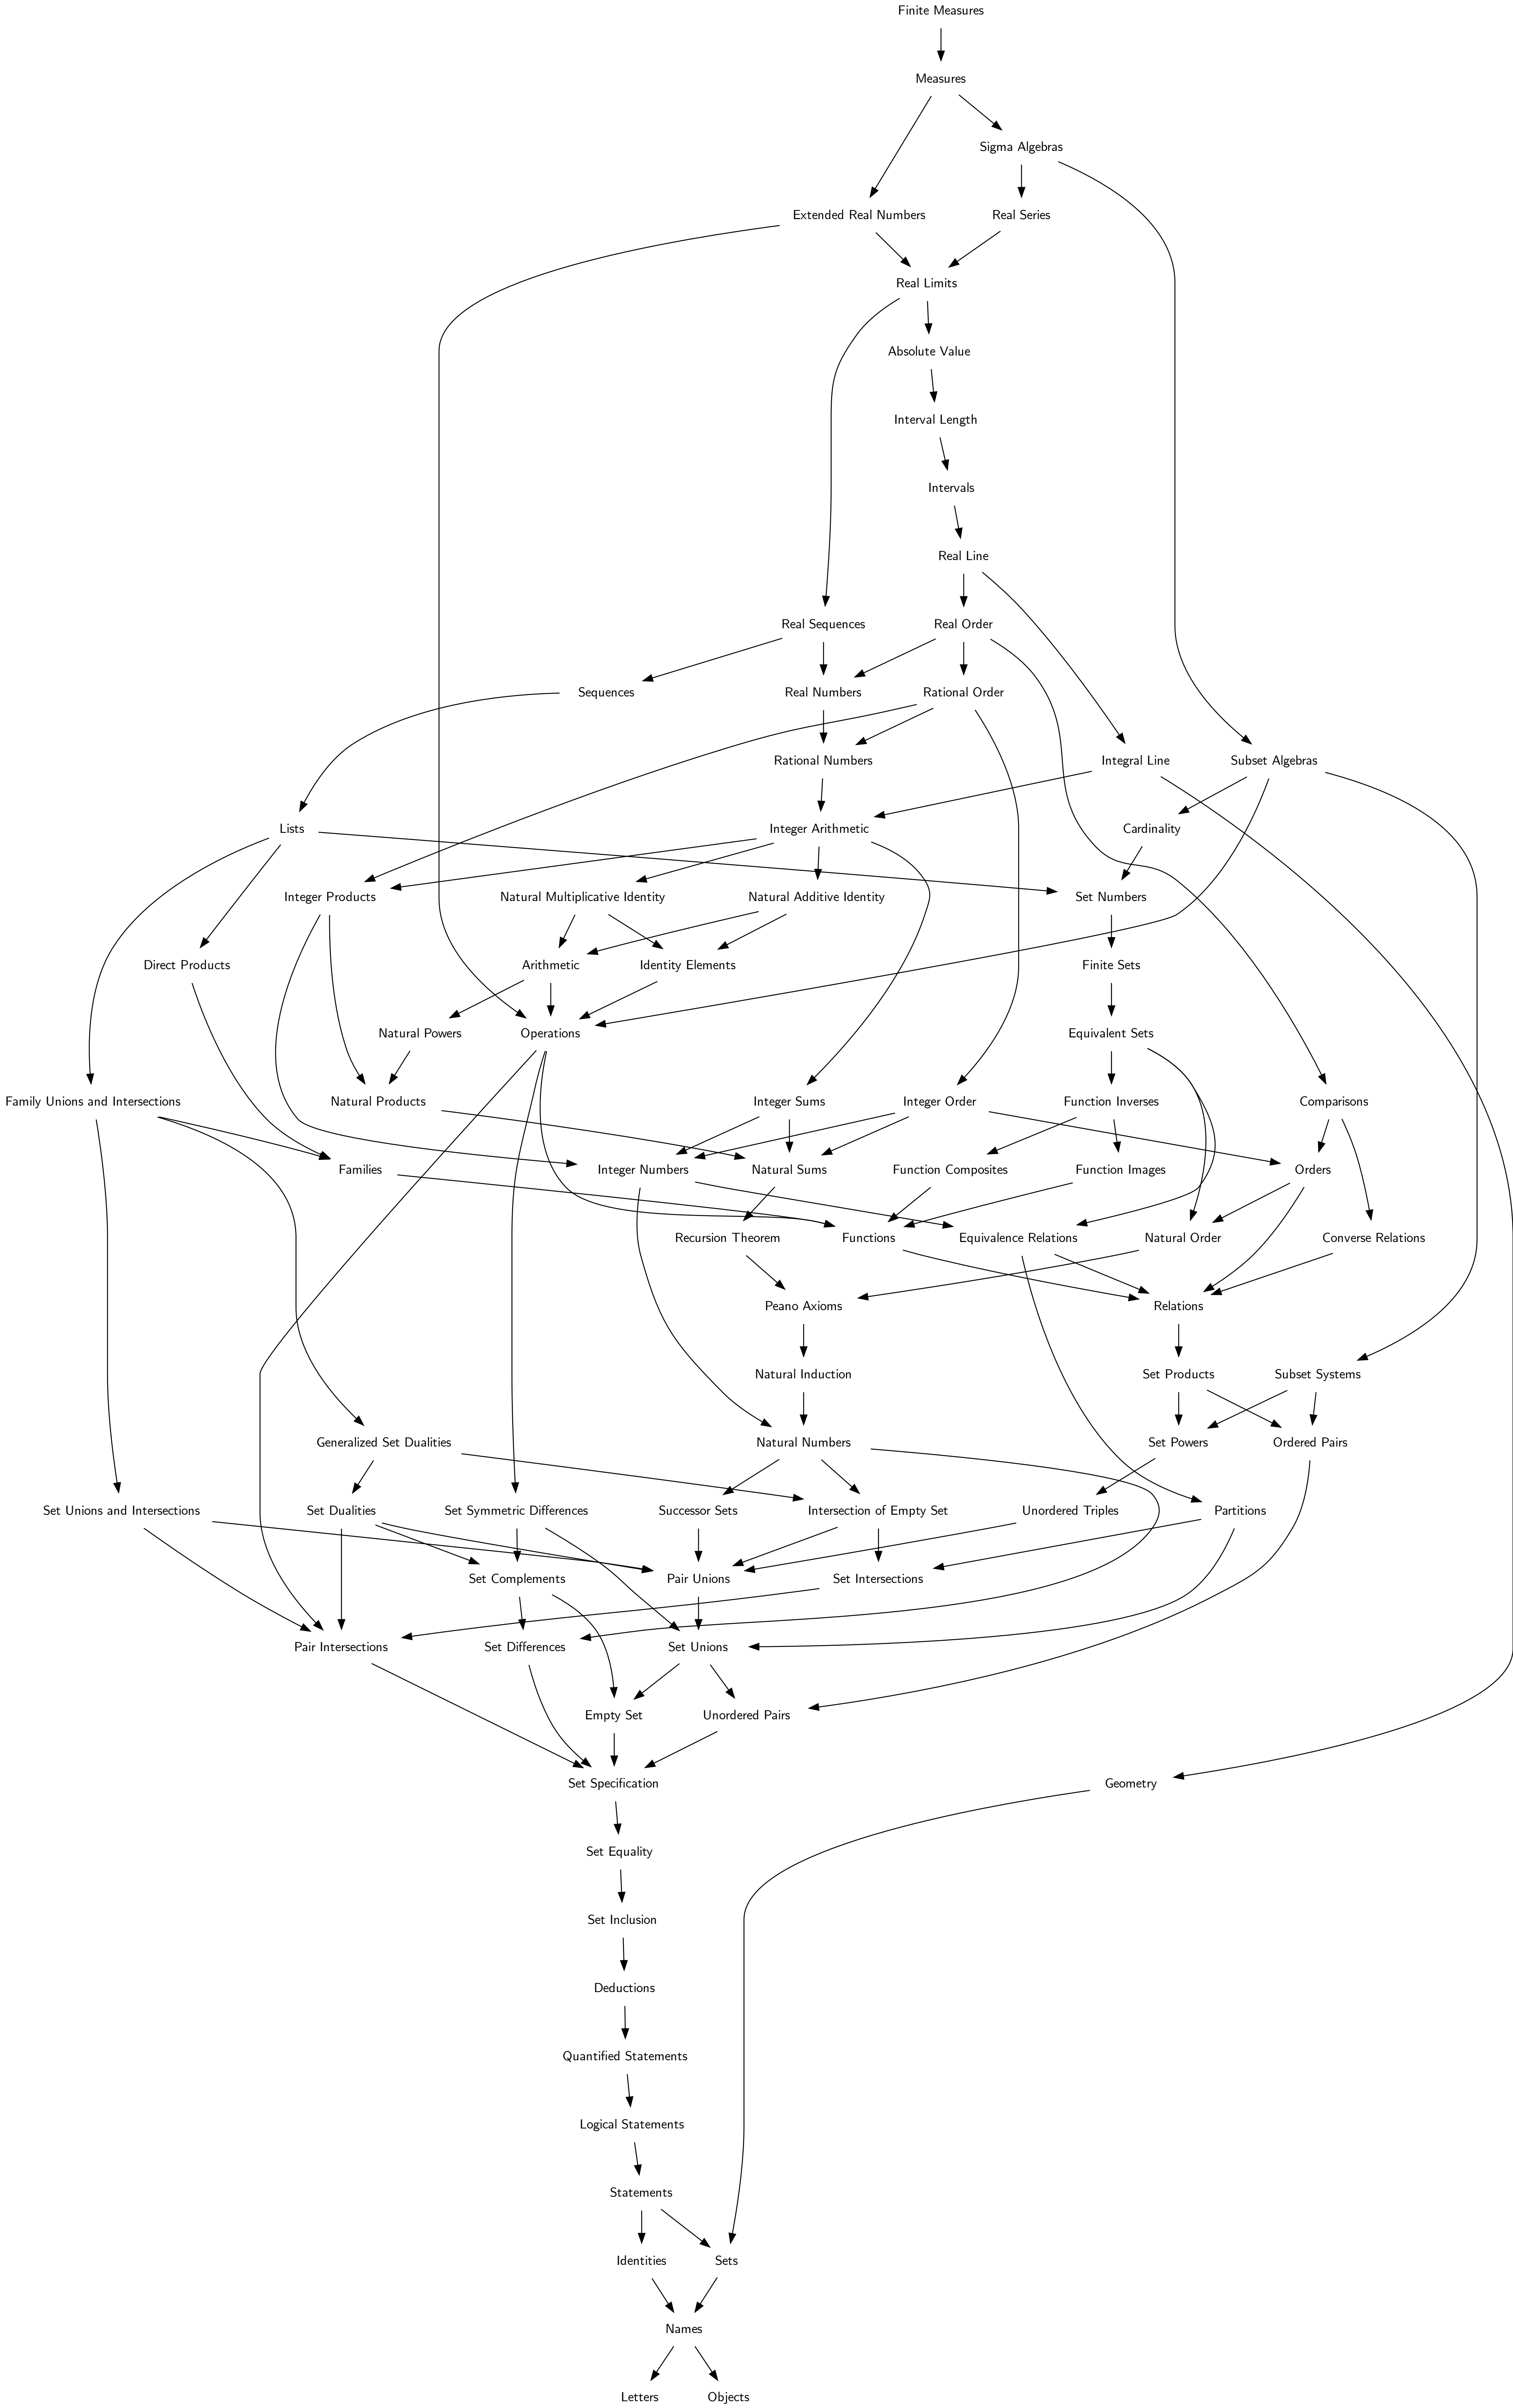 Finite Measures
Measures
Sigma Algebras
Extended Real Numbers
Real Series
Real Limits
Absolute Value
Interval Length
Intervals
Real Line
Real Sequences
Real Order
Sequences
Real Numbers
Rational Order
Rational Numbers
Integral Line
Subset Algebras
Lists
Integer Arithmetic
Cardinality
Integer Products
Natural Multiplicative Identity
Natural Additive Identity
Set Numbers
Direct Products
Arithmetic
Identity Elements
Finite Sets
Natural Powers
Operations
Equivalent Sets
Family Unions and Intersections
Natural Products
Integer Sums
Integer Order
Function Inverses
Comparisons
Families
Integer Numbers
Natural Sums
Function Composites
Function Images
Orders
Recursion Theorem
Functions
Equivalence Relations
Natural Order
Converse Relations
Peano Axioms
Relations
Natural Induction
Set Products
Subset Systems
Generalized Set Dualities
Natural Numbers
Set Powers
Ordered Pairs
Set Unions and Intersections
Set Dualities
Set Symmetric Differences
Successor Sets
Intersection of Empty Set
Unordered Triples
Partitions
Set Complements
Pair Unions
Set Intersections
Pair Intersections
Set Differences
Set Unions
Empty Set
Unordered Pairs
Set Specification
Geometry
Set Equality
Set Inclusion
Deductions
Quantified Statements
Logical Statements
Statements
Identities
Sets
Names
Letters
Objects